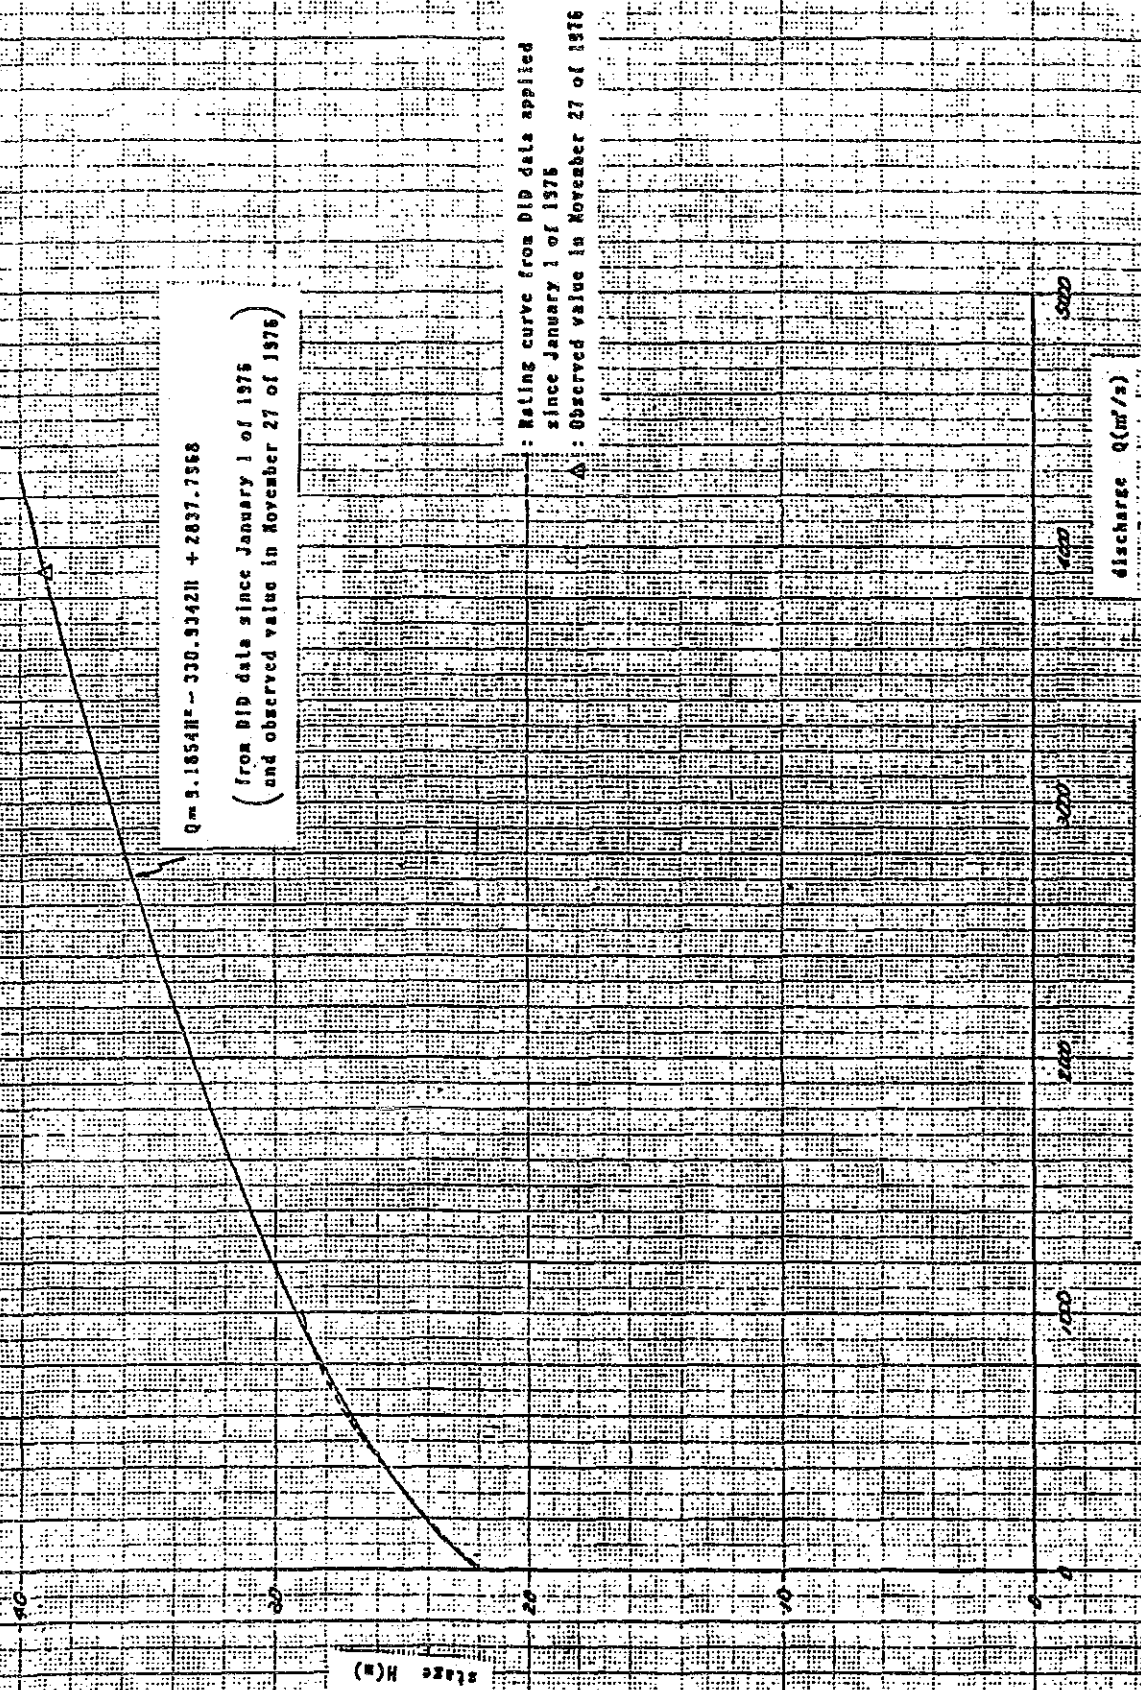 40
30
20
10
0
stage H(m)
Q=9.1654H² − 330.9342H + 2837.7568
(from DID data since January 1 of 1976
and observed value in November 27 of 1976)
: Rating curve from DID data applied
since January 1 of 1976
△ : Observed value in November 27 of 1976
0
1000
2000
3000
4000
5000
discharge Q(m³/s)